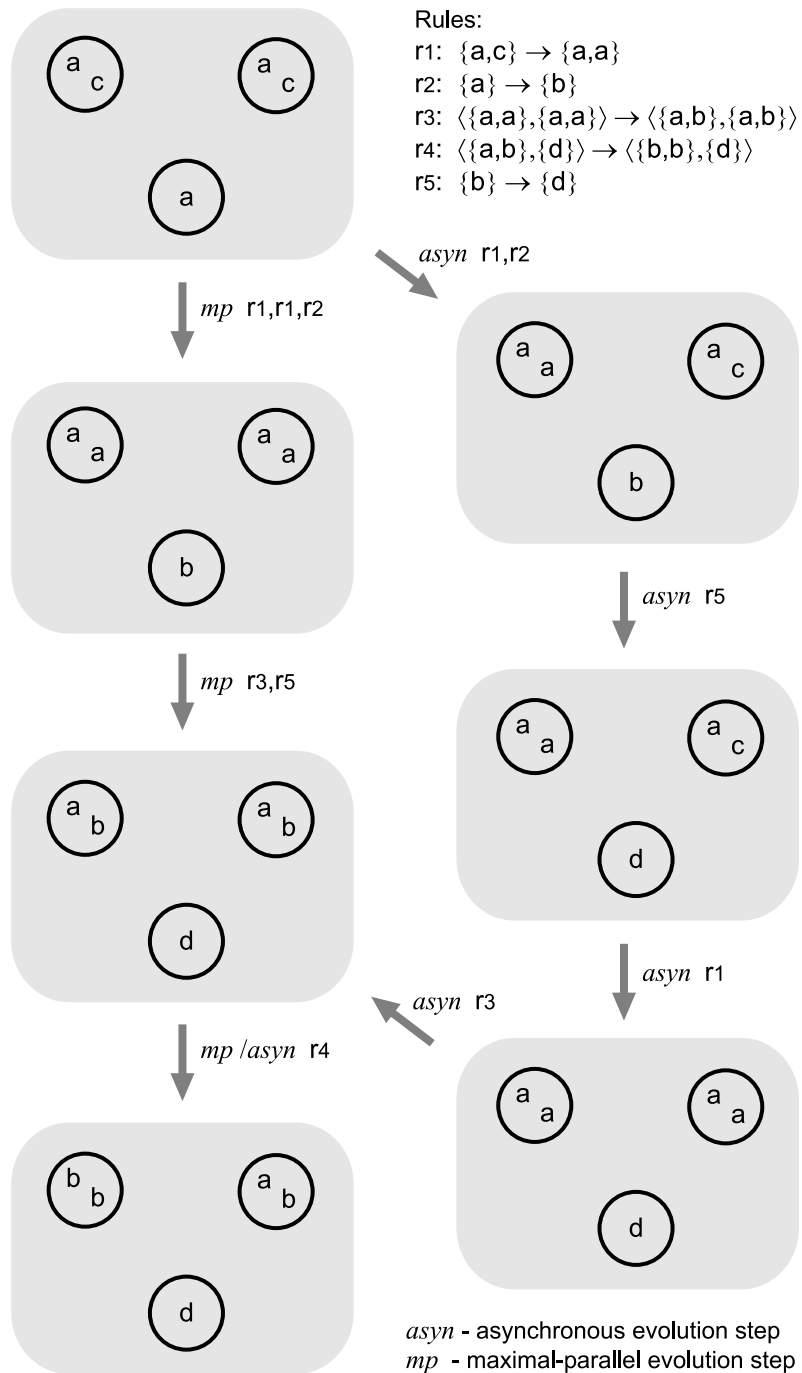 Rules:
r1: {a,c} → {a,a}
r2: {a} → {b}
r3: ⟨{a,a},{a,a}⟩ → ⟨{a,b},{a,b}⟩
r4: ⟨{a,b},{d}⟩ → ⟨{b,b},{d}⟩
r5: {b} → {d}
a c
a c
a
mp r1,r1,r2
asyn r1,r2
a a
a a
b
a a
a c
b
mp r3,r5
asyn r5
a b
a b
d
a a
a c
d
mp /asyn r4
asyn r3
asyn r1
b b
a b
d
a a
a a
d
asyn - asynchronous evolution step
mp - maximal-parallel evolution step